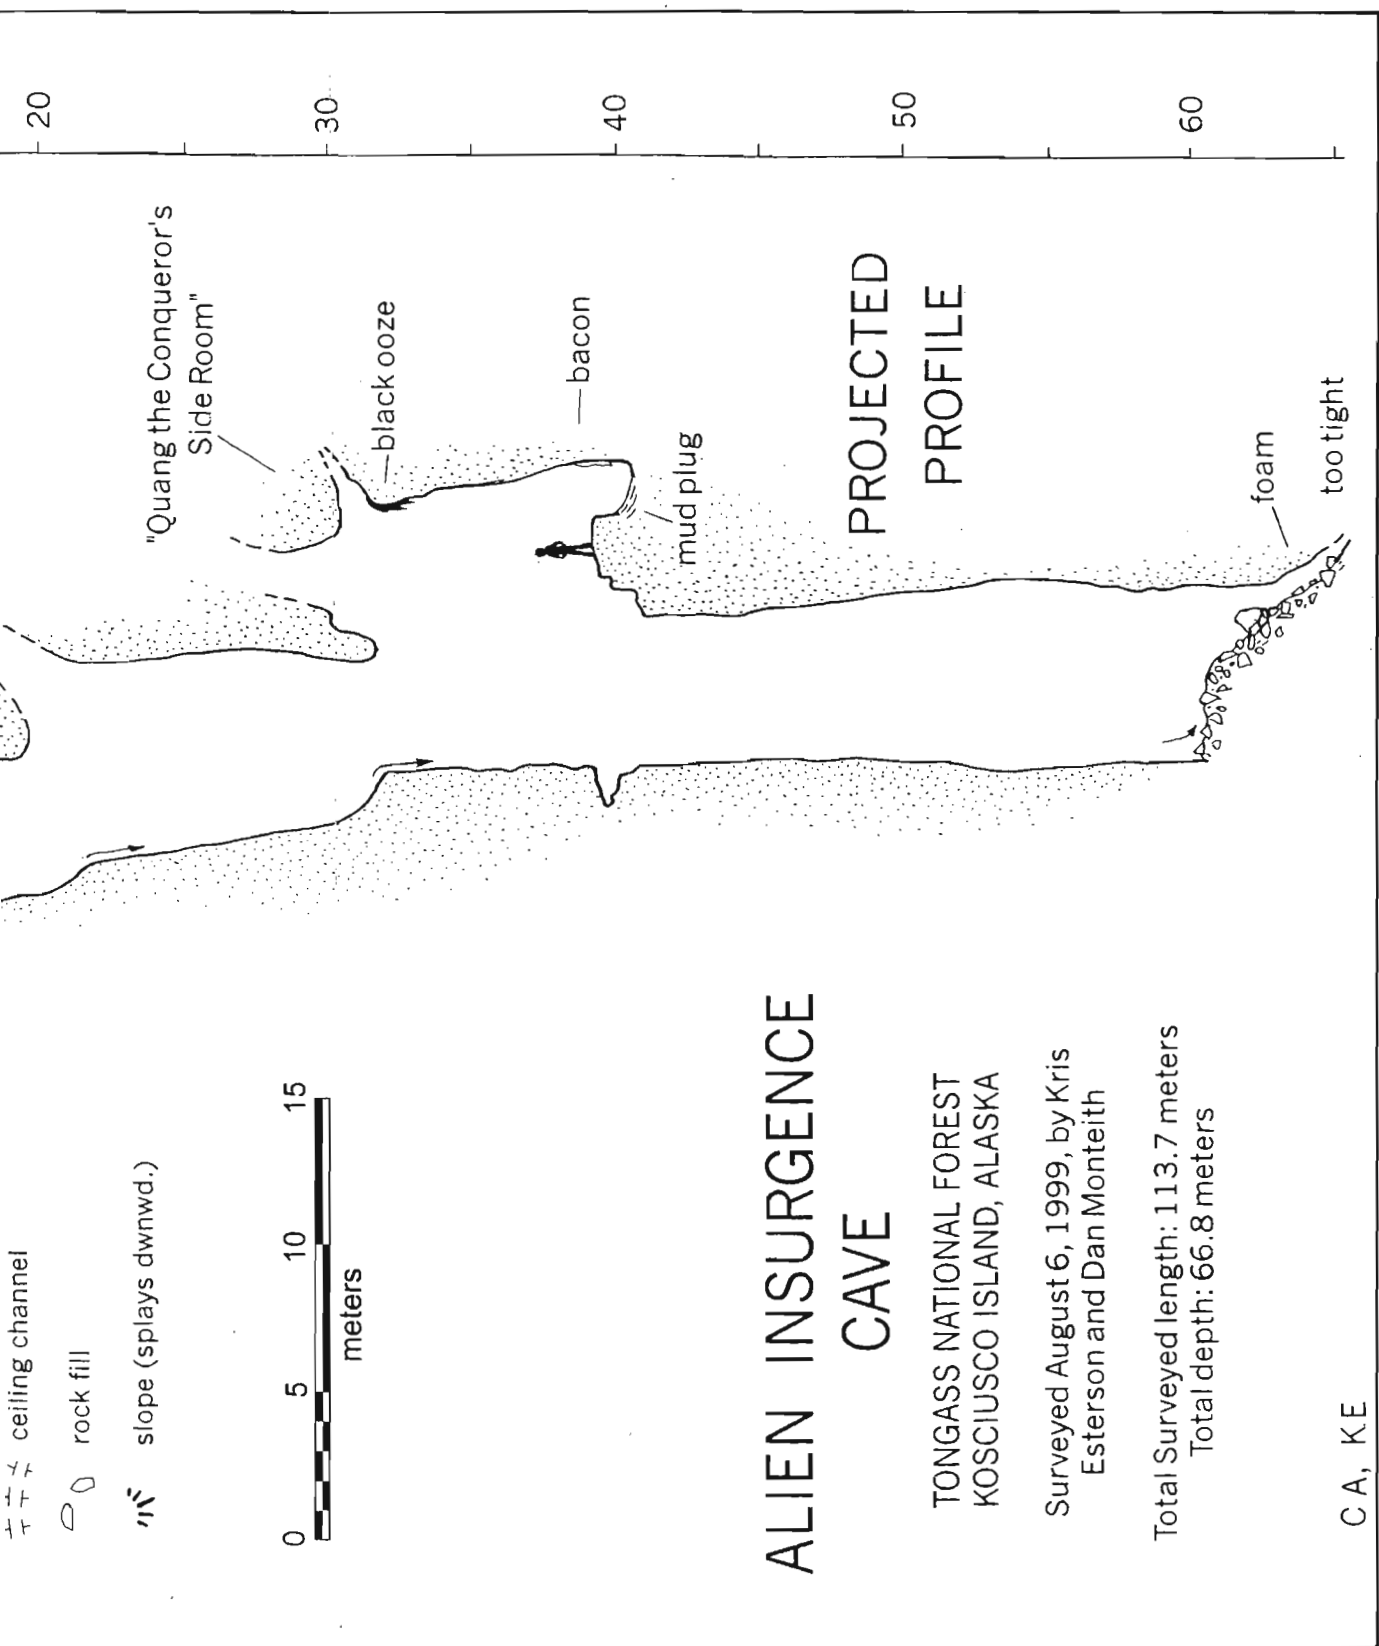 ceiling channel
rock fill
slope (splays dwnwd.)
0 5 10 15
meters
ALIEN INSURGENCE
CAVE
TONGASS NATIONAL FOREST
KOSCIUSCO ISLAND, ALASKA
Surveyed August 6, 1999, by Kris
Esterson and Dan Monteith
Total Surveyed length: 113.7 meters
Total depth: 66.8 meters
CA, KE
"Quang the Conqueror's
Side Room"
black ooze
bacon
mud plug
PROJECTED
PROFILE
foam
too tight
20
30
40
50
60